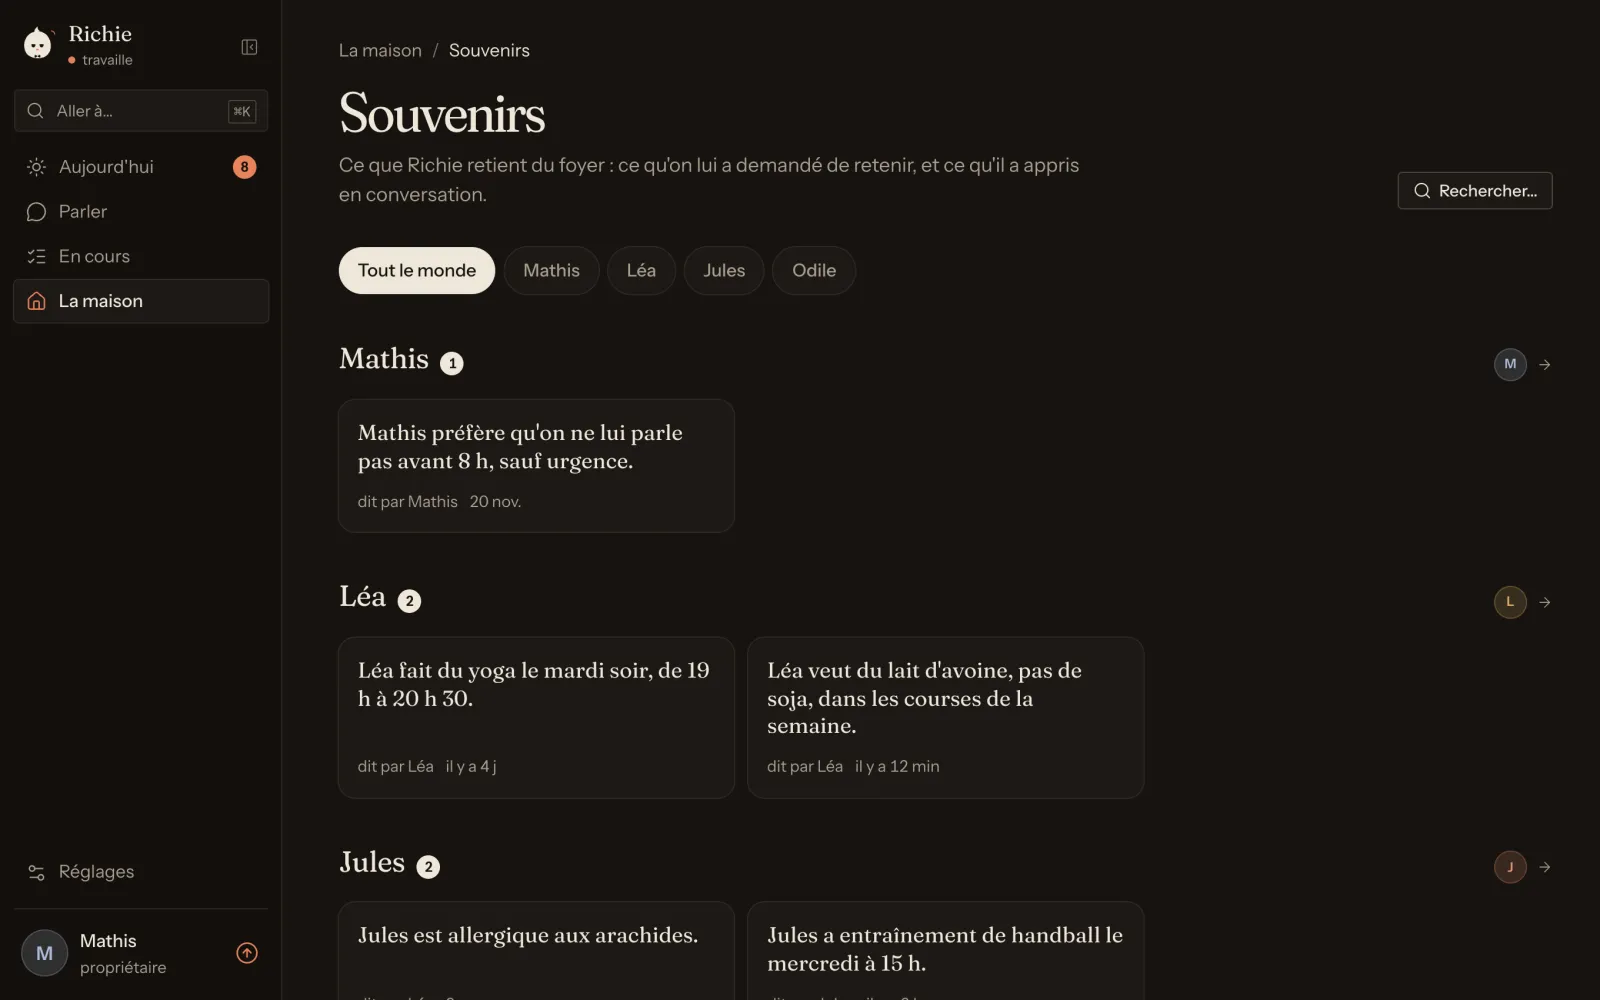 Richie
travaille
Aller à...
⌘K
Aujourd'hui
8
Parler
En cours
La maison
Réglages
M
Mathis
propriétaire
La maison / Souvenirs
Souvenirs
Ce que Richie retient du foyer : ce qu'on lui a demandé de retenir, et ce qu'il a appris
en conversation.
Rechercher...
Tout le monde
Mathis
Léa
Jules
Odile
Mathis 1
M
Mathis préfère qu'on ne lui parle
pas avant 8 h, sauf urgence.
dit par Mathis 20 nov.
Léa 2
L
Léa fait du yoga le mardi soir, de 19
h à 20 h 30.
dit par Léa il y a 4 j
Léa veut du lait d'avoine, pas de
soja, dans les courses de la
semaine.
dit par Léa il y a 12 min
Jules 2
J
Jules est allergique aux arachides.
Jules a entraînement de handball le
mercredi à 15 h.